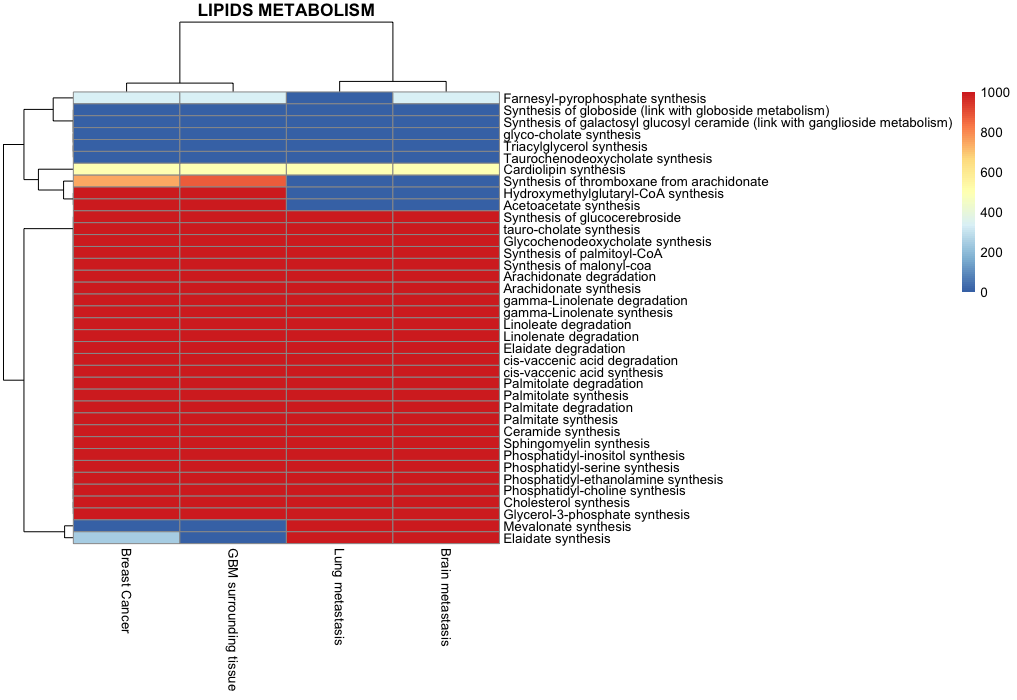 LIPIDS METABOLISM
Farnesyl-pyrophosphate synthesis
Synthesis of globoside (link with globoside metabolism)
Synthesis of galactosyl glucosyl ceramide (link with ganglioside metabolism)
glyco-cholate synthesis
Triacylglycerol synthesis
Taurochenodeoxycholate synthesis
Cardiolipin synthesis
Synthesis of thromboxane from arachidonate
Hydroxymethylglutaryl-CoA synthesis
Acetoacetate synthesis
Synthesis of glucocerebroside
tauro-cholate synthesis
Glycochenodeoxycholate synthesis
Synthesis of palmitoyl-CoA
Synthesis of malonyl-coa
Arachidonate degradation
Arachidonate synthesis
gamma-Linolenate degradation
gamma-Linolenate synthesis
Linoleate degradation
Linolenate degradation
Elaidate degradation
cis-vaccenic acid degradation
cis-vaccenic acid synthesis
Palmitolate degradation
Palmitolate synthesis
Palmitate degradation
Palmitate synthesis
Ceramide synthesis
Sphingomyelin synthesis
Phosphatidyl-inositol synthesis
Phosphatidyl-serine synthesis
Phosphatidyl-ethanolamine synthesis
Phosphatidyl-choline synthesis
Cholesterol synthesis
Glycerol-3-phosphate synthesis
Mevalonate synthesis
Elaidate synthesis
1000
800
600
400
200
0
Breast Cancer
GBM surrounding tissue
Lung metastasis
Brain metastasis